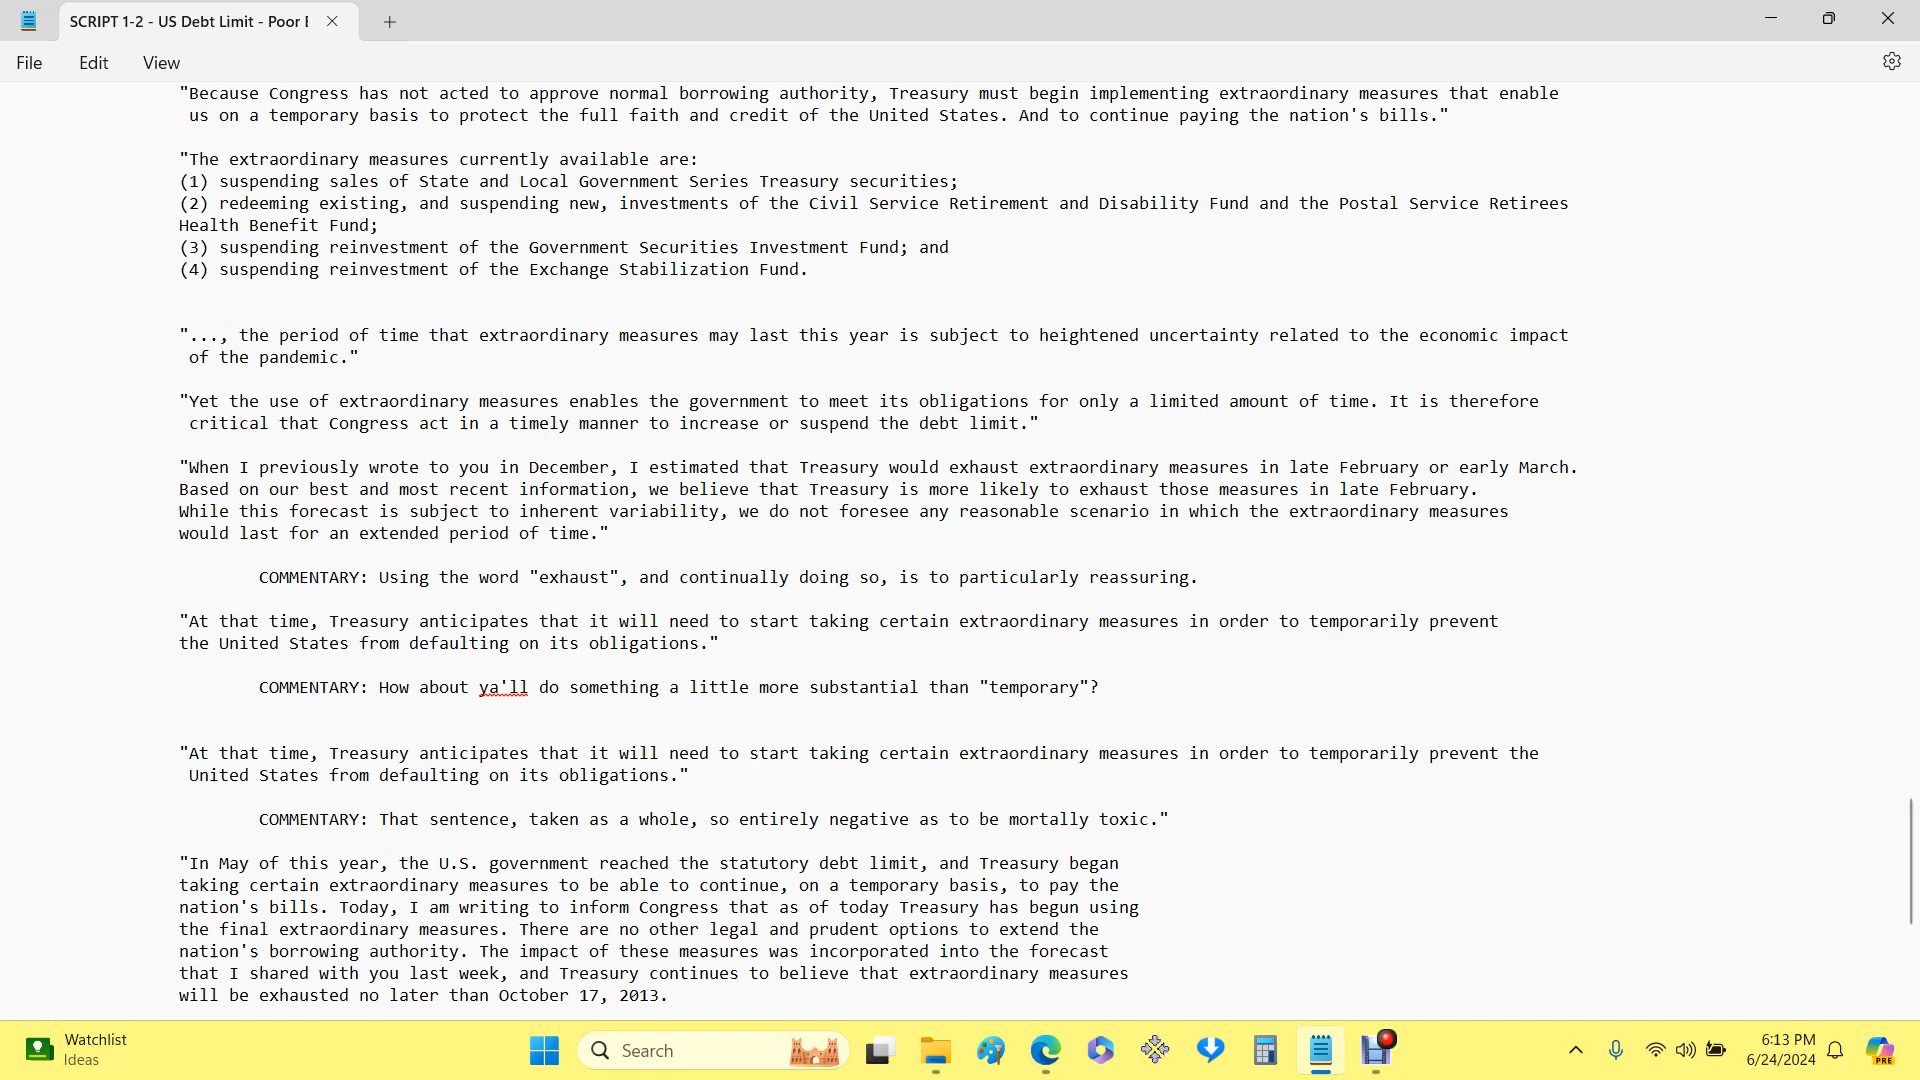 SCRIPT 1-2 - US Debt Limit - Poor
File Edit View
"Because Congress has not acted to approve normal borrowing authority, Treasury must begin implementing extraordinary measures that enable
us on a temporary basis to protect the full faith and credit of the United States. And to continue paying the nation's bills."
"The extraordinary measures currently available are:
(1) suspending sales of State and Local Government Series Treasury securities;
(2) redeeming existing, and suspending new, investments of the Civil Service Retirement and Disability Fund and the Postal Service Retirees
Health Benefit Fund;
(3) suspending reinvestment of the Government Securities Investment Fund; and
(4) suspending reinvestment of the Exchange Stabilization Fund.
"..., the period of time that extraordinary measures may last this year is subject to heightened uncertainty related to the economic impact
of the pandemic."
"Yet the use of extraordinary measures enables the government to meet its obligations for only a limited amount of time. It is therefore
critical that Congress act in a timely manner to increase or suspend the debt limit."
"When I previously wrote to you in December, I estimated that Treasury would exhaust extraordinary measures in late February or early March.
Based on our best and most recent information, we believe that Treasury is more likely to exhaust those measures in late February.
While this forecast is subject to inherent variability, we do not foresee any reasonable scenario in which the extraordinary measures
would last for an extended period of time."
COMMENTARY: Using the word "exhaust", and continually doing so, is to particularly reassuring.
"At that time, Treasury anticipates that it will need to start taking certain extraordinary measures in order to temporarily prevent
the United States from defaulting on its obligations."
COMMENTARY: How about ya'll do something a little more substantial than "temporary"?
"At that time, Treasury anticipates that it will need to start taking certain extraordinary measures in order to temporarily prevent the
United States from defaulting on its obligations."
COMMENTARY: That sentence, taken as a whole, so entirely negative as to be mortally toxic."
"In May of this year, the U.S. government reached the statutory debt limit, and Treasury began
taking certain extraordinary measures to be able to continue, on a temporary basis, to pay the
nation's bills. Today, I am writing to inform Congress that as of today Treasury has begun using
the final extraordinary measures. There are no other legal and prudent options to extend the
nation's borrowing authority. The impact of these measures was incorporated into the forecast
that I shared with you last week, and Treasury continues to believe that extraordinary measures
will be exhausted no later than October 17, 2013.
Watchlist
Ideas
Search
6:13 PM
6/24/2024
PRE